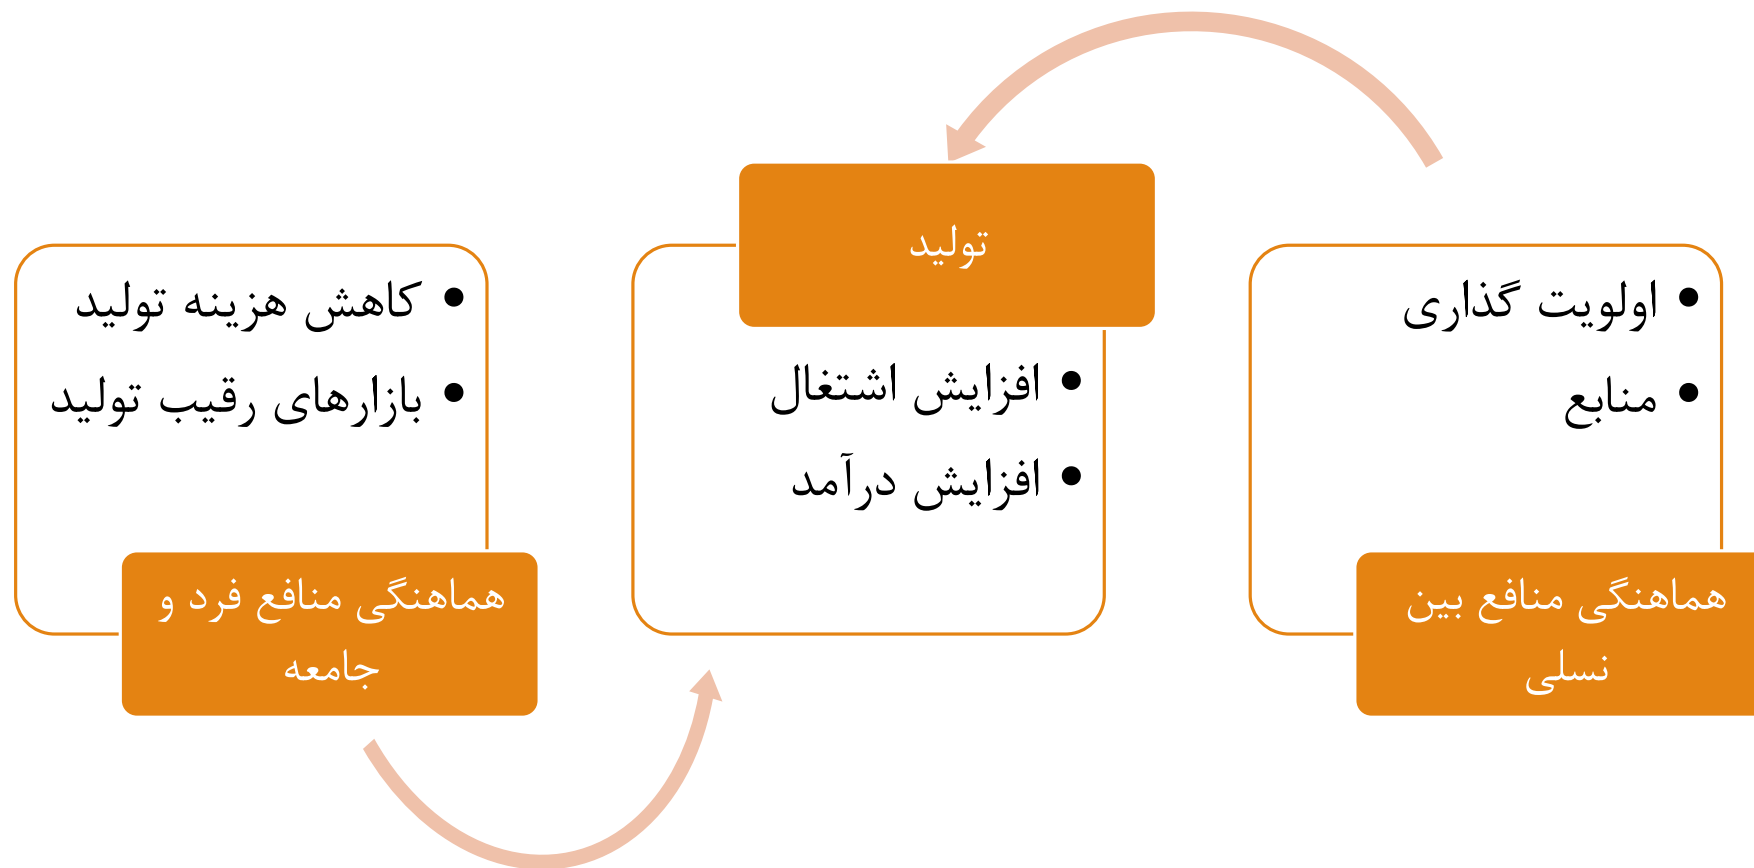 اولویت گذاری
منابع
هماهنگی منافع بین
نسلی
تولید
افزایش اشتغال
افزایش درآمد
کاهش هزینه تولید
بازارهای رقیب تولید
هماهنگی منافع فرد و
جامعه